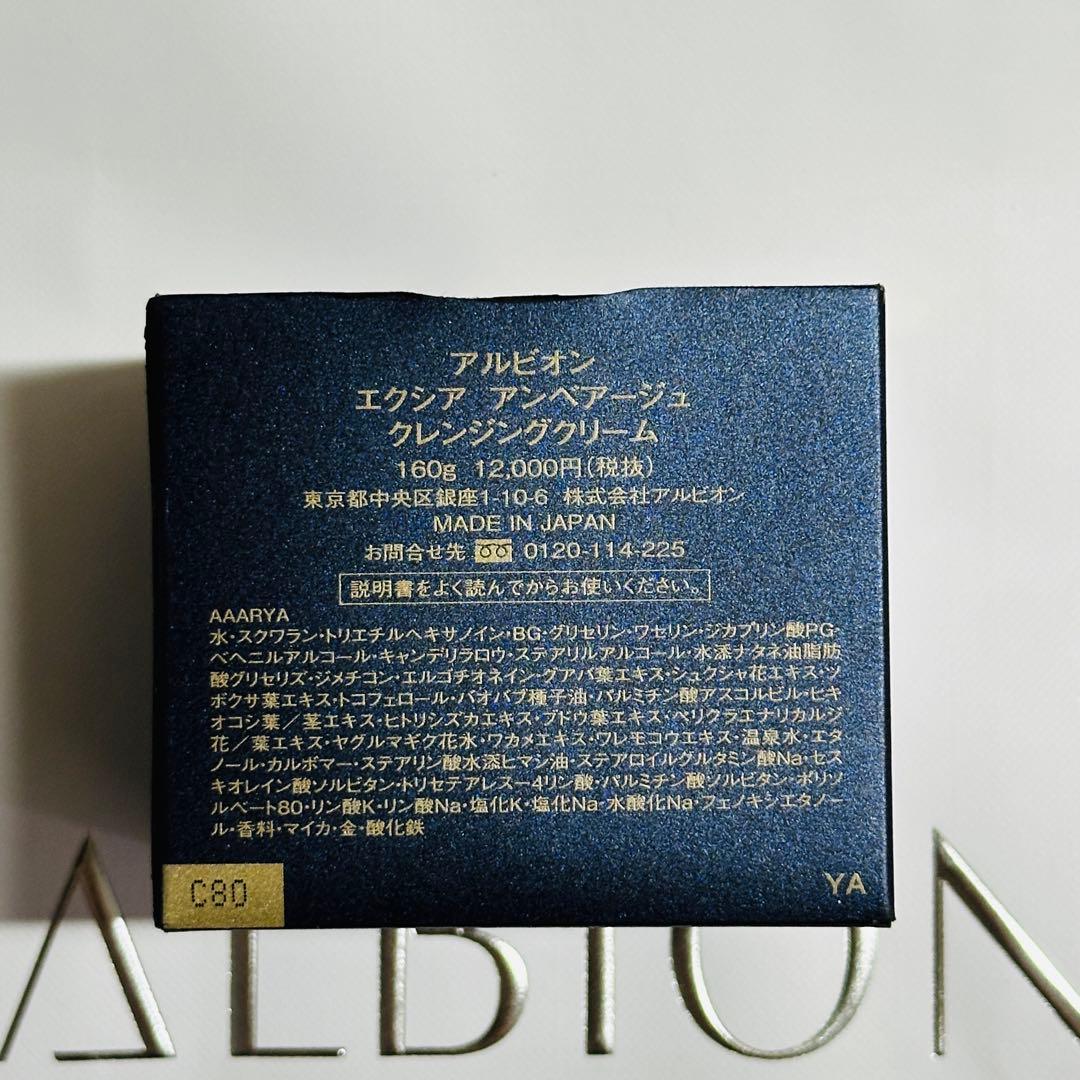 アルビオン
エクシア アンベアージュ
クレンジングクリーム
160g 12,000円(税抜)
東京都中央区銀座1-10-6 株式会社アルビオン
MADE IN JAPAN
お問合せ先 0120-114-225
説明書をよく読んでからお使いください。
AAARYA
水・スクワラン・トリエチルヘキサノイン・BG・グリセリン・ワセリン・ジカプリン酸PG・
ベヘニルアルコール・キャンデリラロウ・ステアリルアルコール・水添ナタネ油脂肪
酸グリセリズ・ジメチコン・エルゴチオネイン・グアバ葉エキス・シュクシャ花エキス・ツ
ボクサ葉エキス・トコフェロール・バオバブ種子油・パルミチン酸アスコルビル・ヒキ
オコシ葉/茎エキス・ヒトリシズカエキス・ブドウ葉エキス・ペリクラエナリカルジ
花/葉エキス・ヤグルマギク花水・ワカメエキス・ワレモコウエキス・温泉水・エタ
ノール・カルボマー・ステアリン酸水添ヒマシ油・ステアロイルグルタミン酸Na・セス
キオレイン酸ソルビタン・トリセテアレス-4リン酸・パルミチン酸ソルビタン・ポリソ
ルベート80・リン酸K・リン酸Na・塩化K・塩化Na・水酸化Na・フェノキシエタノー
ル・香料・マイカ・金・酸化鉄
C80
YA
ALBION